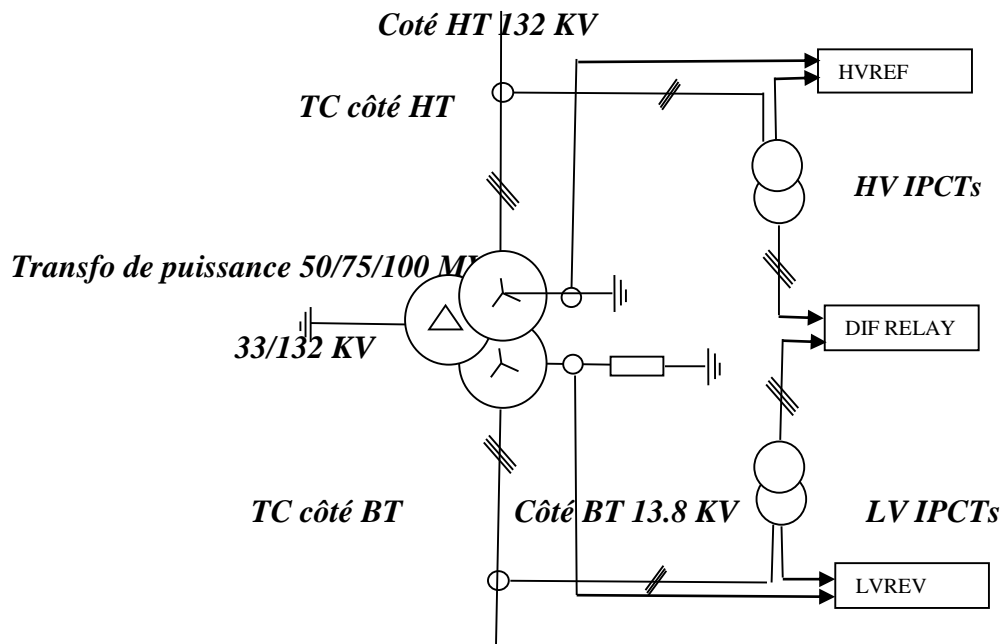 Coté HT 132 KV
HVREF
TC côté HT
HV IPCTs
Transfo de puissance 50/75/100
DIF RELAY
33/132 KV
TC côté BT
Côté BT 13.8 KV
LV IPCTs
LVREV